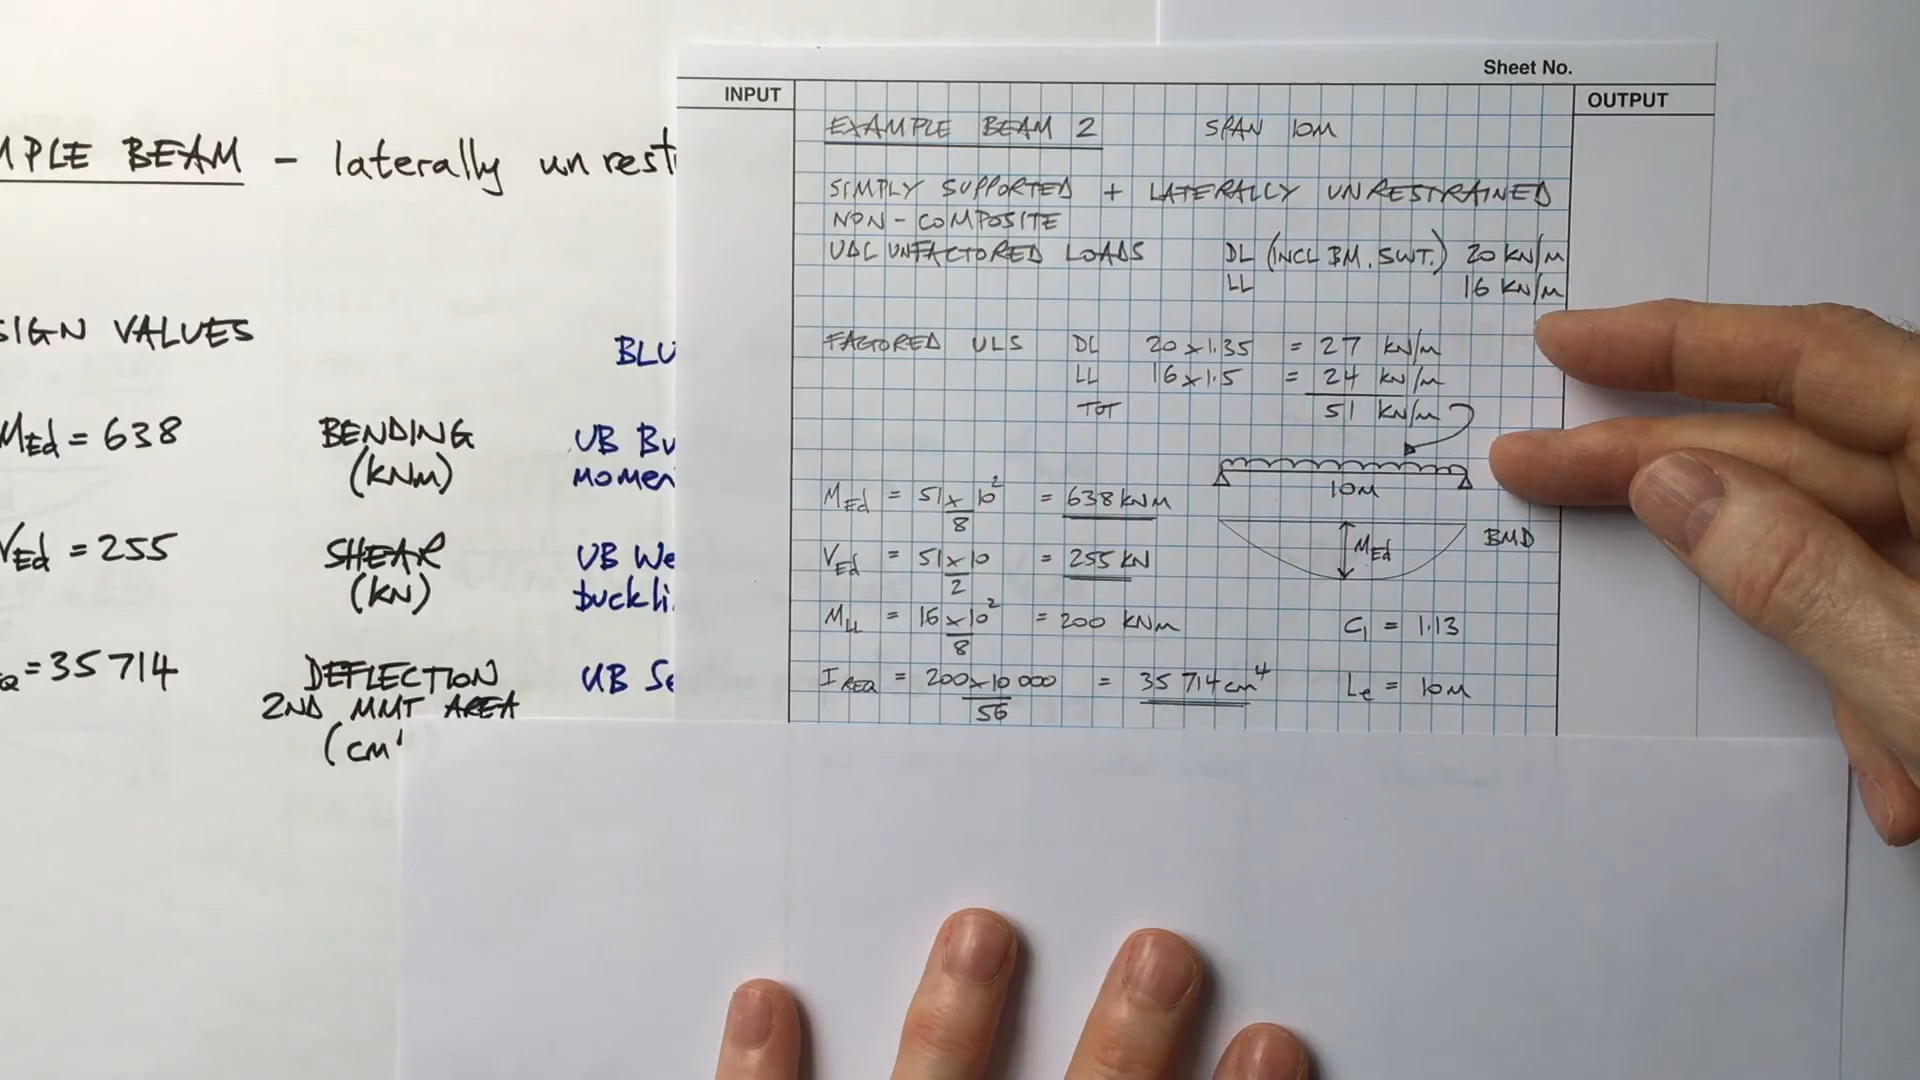 MPLE BEAM - laterally unrest
SIGN VALUES
BLU
MEd = 638
BENDING
(kNm)
UB Bu
momen
VEd = 255
SHEAR
(kN)
UB We
buckli
= 35714
DEFLECTION
2ND MMT AREA
(cm
UB Se
Sheet No.
INPUT
OUTPUT
EXAMPLE BEAM 2 SPAN 10M
SIMPLY SUPPORTED + LATERALLY UNRESTRAINED
NON-COMPOSITE
UDL UNFACTORED LOADS DL (INCL BM. SWT.) 20 kN/m
LL 16 kN/m
FACTORED ULS DL 20 x 1.35 = 27 kN/m
LL 16 x 1.5 = 24 kN/m
TOT 51 kN/m
10M
MEd = 51 x 10² / 8 = 638 kNm
MEd
BMD
VEd = 51 x 10 / 2 = 255 kN
MLL = 16 x 10² / 8 = 200 kNm
C1 = 1.13
IREQ = 200 x 10 000 / 56 = 35 714 cm⁴
Le = 10M